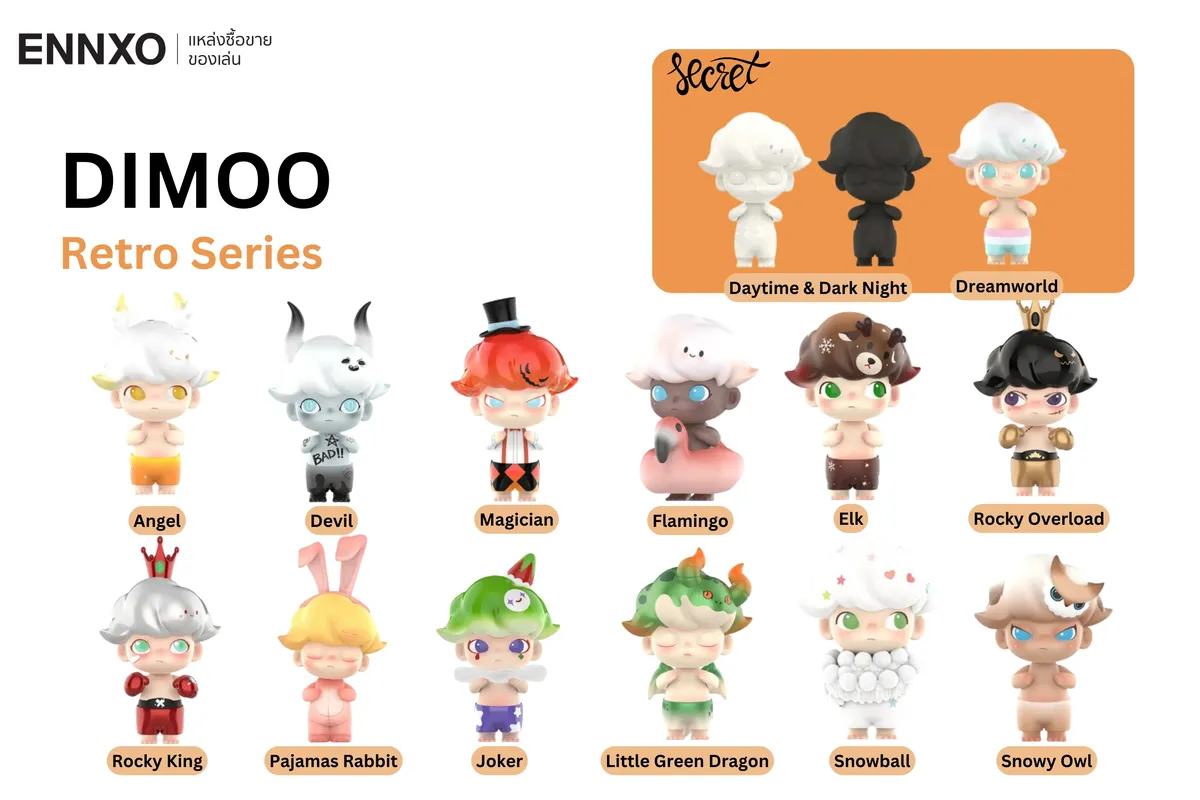 ENNXO
แหล่งซื้อขาย
ของเล่น
secret
DIMOO
Retro Series
Daytime & Dark Night
Dreamworld
BAD!!
Angel
Devil
Magician
Flamingo
Elk
Rocky Overload
Rocky King
Pajamas Rabbit
Joker
Little Green Dragon
Snowball
Snowy Owl